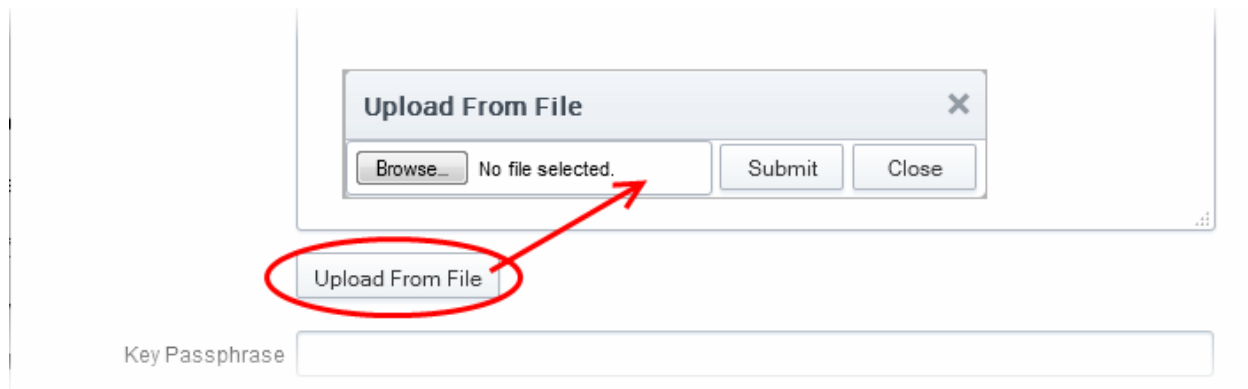 Upload From File
Browse... No file selected. Submit Close
Upload From File
Key Passphrase